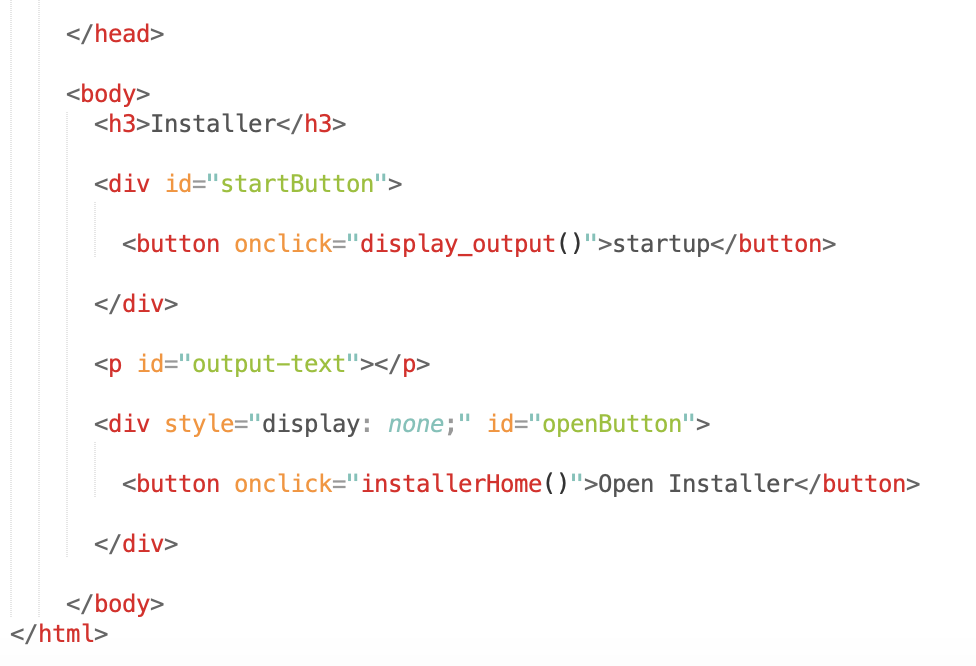 </head>
<body>
<h3>Installer</h3>
<div id="startButton">
<button onclick="display_output()">startup</button>
</div>
<p id="output-text"></p>
<div style="display: none;" id="openButton">
<button onclick="installerHome()">Open Installer</button>
</div>
</body>
</html>